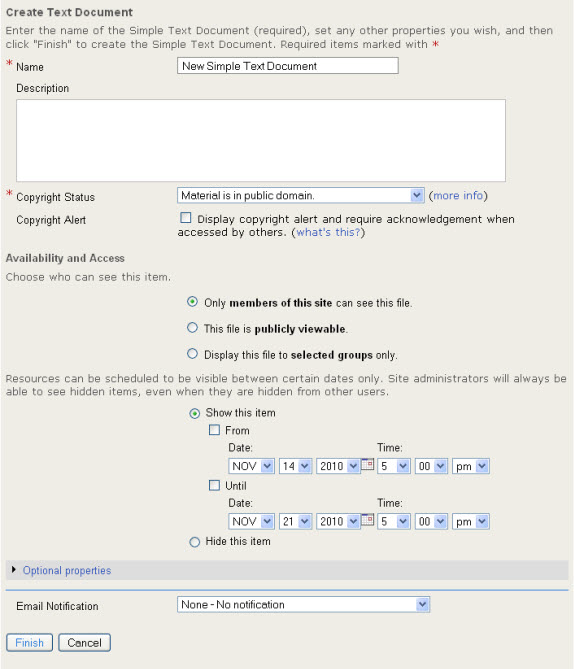 Create Text Document
Enter the name of the Simple Text Document (required), set any other properties you wish, and then
click "Finish" to create the Simple Text Document. Required items marked with *
* Name New Simple Text Document
Description
* Copyright Status Material is in public domain. (more info)
Copyright Alert Display copyright alert and require acknowledgement when
accessed by others. (what's this?)
Availability and Access
Choose who can see this item.
Only members of this site can see this file.
This file is publicly viewable.
Display this file to selected groups only.
Resources can be scheduled to be visible between certain dates only. Site administrators will always be
able to see hidden items, even when they are hidden from other users.
Show this item
From
Date: Time:
NOV 14 2010 5 00 pm
Until
Date: Time:
NOV 21 2010 5 00 pm
Hide this item
Optional properties
Email Notification None - No notification
Finish Cancel